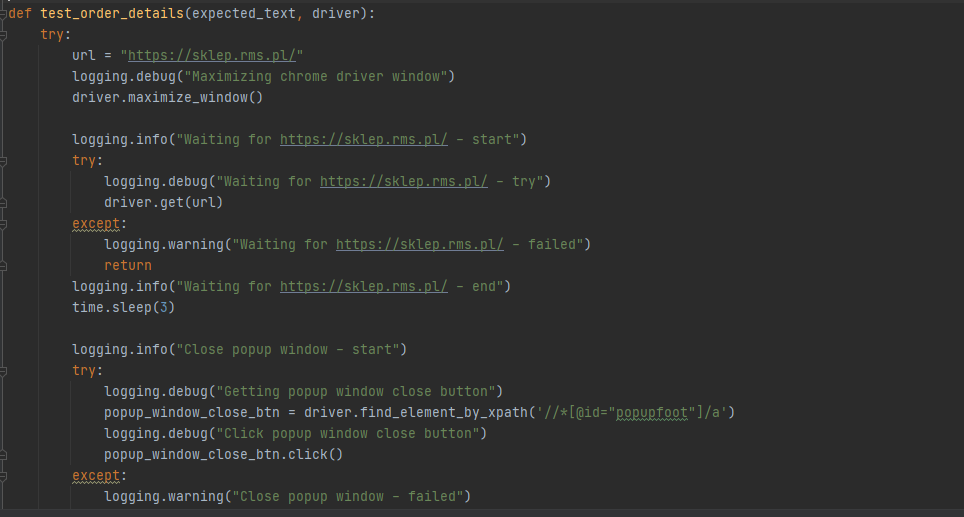 def test_order_details(expected_text, driver):
    try:
        url = "https://sklep.rms.pl/"
        logging.debug("Maximizing chrome driver window")
        driver.maximize_window()

        logging.info("Waiting for https://sklep.rms.pl/ - start")
        try:
            logging.debug("Waiting for https://sklep.rms.pl/ - try")
            driver.get(url)
        except:
            logging.warning("Waiting for https://sklep.rms.pl/ - failed")
            return
        logging.info("Waiting for https://sklep.rms.pl/ - end")
        time.sleep(3)

        logging.info("Close popup window - start")
        try:
            logging.debug("Getting popup window close button")
            popup_window_close_btn = driver.find_element_by_xpath('//*[@id="popupfoot"]/a')
            logging.debug("Click popup window close button")
            popup_window_close_btn.click()
        except:
            logging.warning("Close popup window - failed")